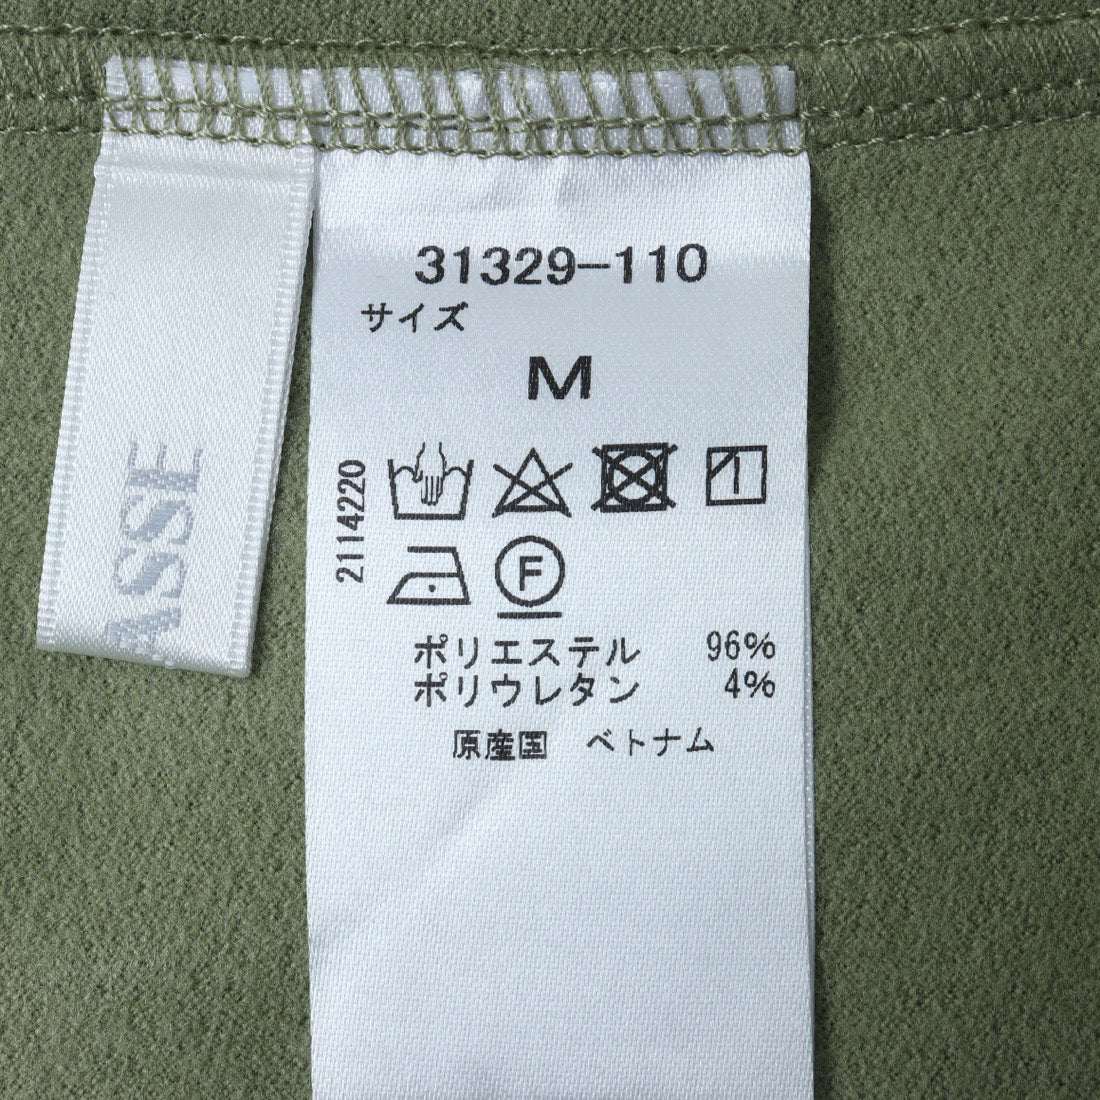 31329-110
サイズ
M
2114220
F
ポリエステル 96%
ポリウレタン 4%
原産国 ベトナム
ASSE